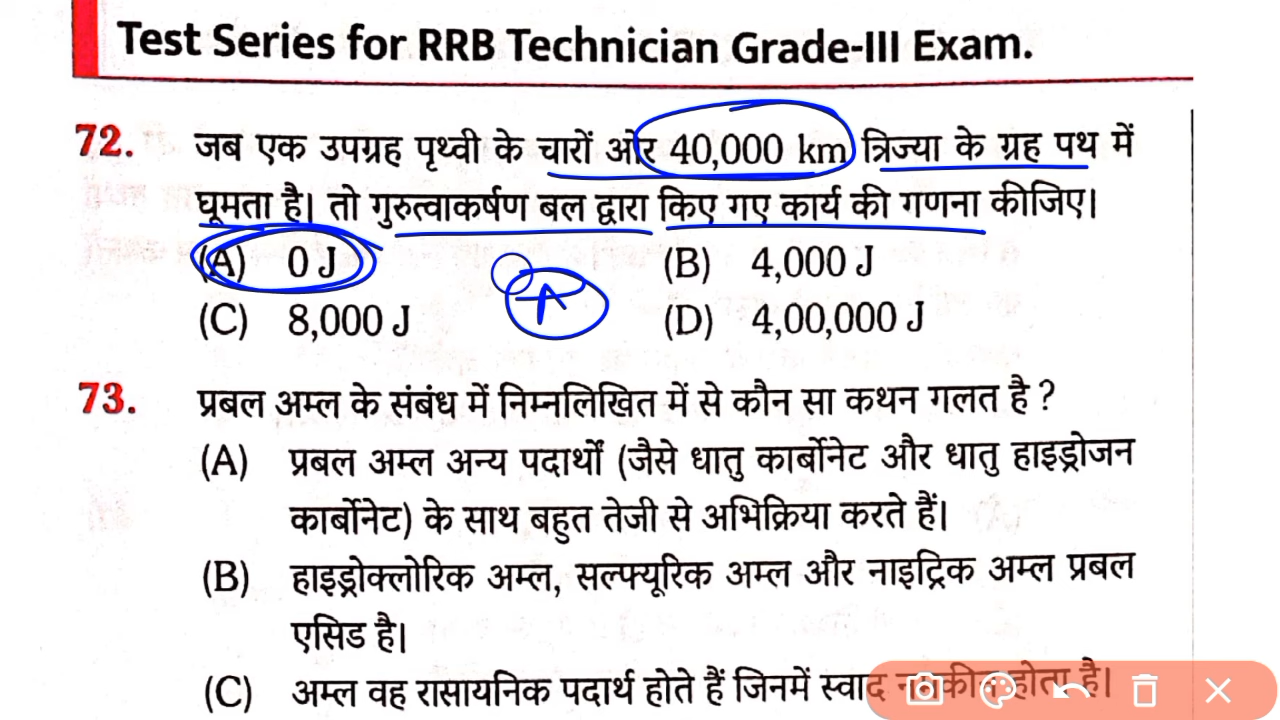 Test Series for RRB Technician Grade-III Exam.
72. जब एक उपग्रह पृथ्वी के चारों ओर 40,000 km त्रिज्या के ग्रह पथ में
घूमता है। तो गुरुत्वाकर्षण बल द्वारा किए गए कार्य की गणना कीजिए।
(A) 0 J (B) 4,000 J
A
(C) 8,000 J (D) 4,00,000 J
73. प्रबल अम्ल के संबंध में निम्नलिखित में से कौन सा कथन गलत है ?
(A) प्रबल अम्ल अन्य पदार्थों (जैसे धातु कार्बोनेट और धातु हाइड्रोजन
कार्बोनेट) के साथ बहुत तेजी से अभिक्रिया करते हैं।
(B) हाइड्रोक्लोरिक अम्ल, सल्फ्यूरिक अम्ल और नाइट्रिक अम्ल प्रबल
एसिड है।
(C) अम्ल वह रासायनिक पदार्थ होते हैं जिनमें स्वाद नमकीन होता है।